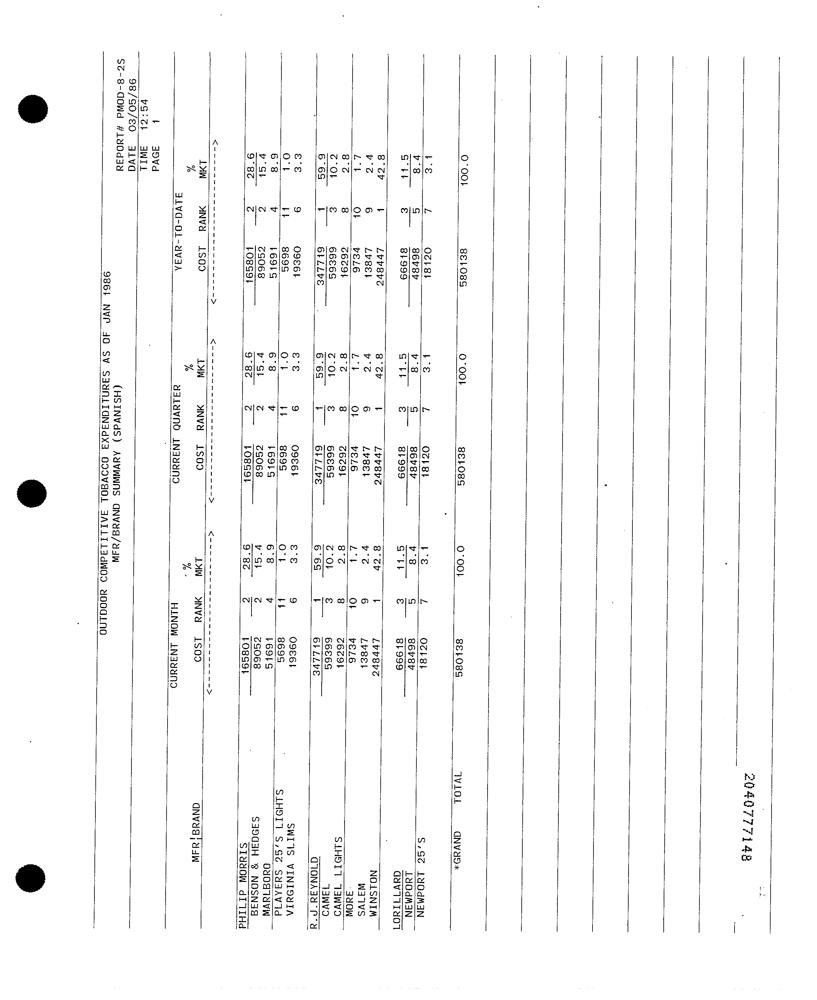 OUTDOOR COMPETITIVE TOBACCO EXPENDITURES AS OF JAN 1986
MFR/BRAND SUMMARY (SPANISH)
REPORT# PMOD-8-2S
DATE 03/05/86
TIME 12:54
PAGE 1
CURRENT MONTH CURRENT QUARTER YEAR-TO-DATE
% % %
MFR¦BRAND COST RANK MKT COST RANK MKT COST RANK MKT
<-----------------------------> <-----------------------------> <----------------------------->
PHILIP MORRIS 165801 2 28.6 165801 2 28.6 165801 2 28.6
BENSON & HEDGES 89052 2 15.4 89052 2 15.4 89052 2 15.4
MARLBORO 51691 4 8.9 51691 4 8.9 51691 4 8.9
PLAYERS 25'S LIGHTS 5698 11 1.0 5698 11 1.0 5698 11 1.0
VIRGINIA SLIMS 19360 6 3.3 19360 6 3.3 19360 6 3.3
R.J.REYNOLD 347719 1 59.9 347719 1 59.9 347719 1 59.9
CAMEL 59399 3 10.2 59399 3 10.2 59399 3 10.2
CAMEL LIGHTS 16292 8 2.8 16292 8 2.8 16292 8 2.8
MORE 9734 10 1.7 9734 10 1.7 9734 10 1.7
SALEM 13847 9 2.4 13847 9 2.4 13847 9 2.4
WINSTON 248447 1 42.8 248447 1 42.8 248447 1 42.8
LORILLARD 66618 3 11.5 66618 3 11.5 66618 3 11.5
NEWPORT 48498 5 8.4 48498 5 8.4 48498 5 8.4
NEWPORT 25'S 18120 7 3.1 18120 7 3.1 18120 7 3.1
*GRAND TOTAL 580138 100.0 580138 100.0 580138 100.0
2040777148